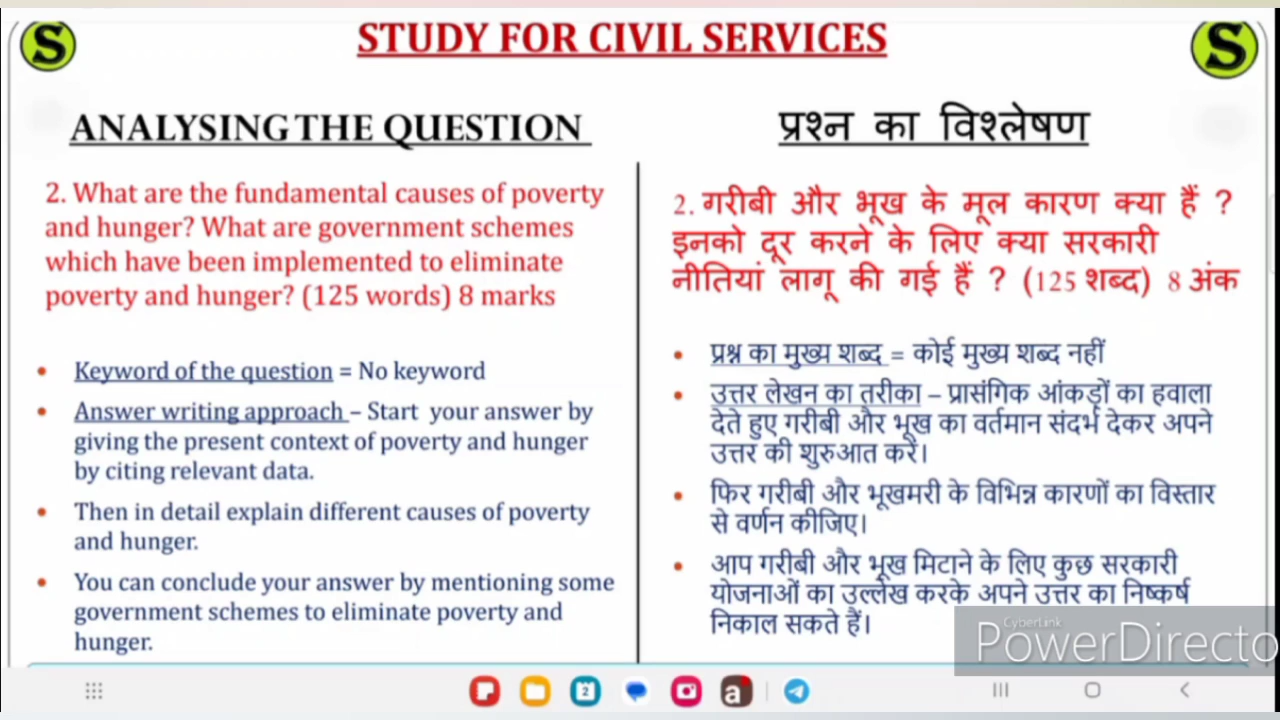 S
STUDY FOR CIVIL SERVICES
S
ANALYSING THE QUESTION
2. What are the fundamental causes of poverty
and hunger? What are government schemes
which have been implemented to eliminate
poverty and hunger? (125 words) 8 marks
• Keyword of the question = No keyword
• Answer writing approach – Start your answer by
giving the present context of poverty and hunger
by citing relevant data.
• Then in detail explain different causes of poverty
and hunger.
• You can conclude your answer by mentioning some
government schemes to eliminate poverty and
hunger.
प्रश्न का विश्लेषण
2. गरीबी और भूख के मूल कारण क्या हैं ?
इनको दूर करने के लिए क्या सरकारी
नीतियां लागू की गई हैं ? (125 शब्द) 8 अंक
• प्रश्न का मुख्य शब्द = कोई मुख्य शब्द नहीं
• उत्तर लेखन का तरीका – प्रासंगिक आंकड़ों का हवाला
देते हुए गरीबी और भूख का वर्तमान संदर्भ देकर अपने
उत्तर की शुरुआत करें।
• फिर गरीबी और भूखमरी के विभिन्न कारणों का विस्तार
से वर्णन कीजिए।
• आप गरीबी और भूख मिटाने के लिए कुछ सरकारी
योजनाओं का उल्लेख करके अपने उत्तर का निष्कर्ष
निकाल सकते हैं।
CyberLink
PowerDirecto
2
a